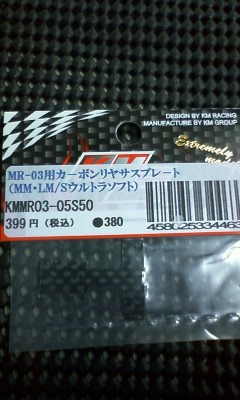 DESIGN BY KM RACING
MANUFACTURE BY KM GROUP
Extremely
KM
MR-03用カーボンリヤサスプレート
(MM・LM/Sウルトラソフト)
KMMR03-05S50
399円(税込) ●380